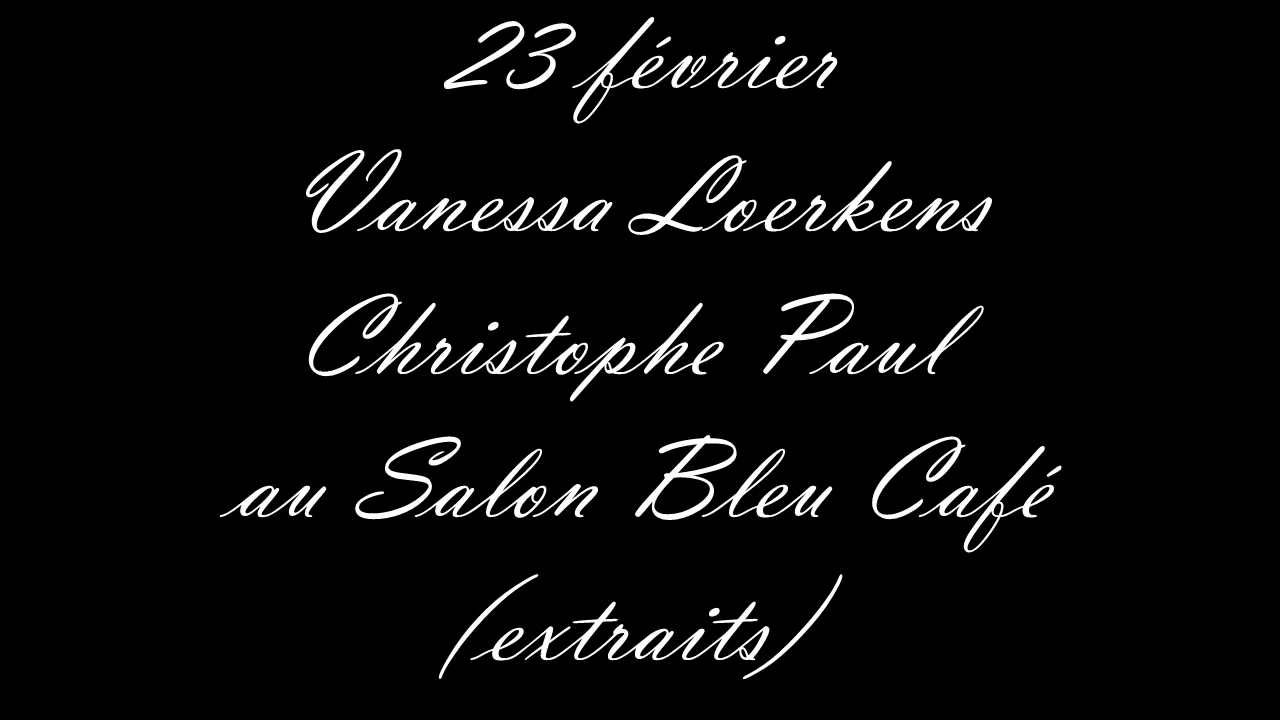 23 février
Vanessa Loerkens
Christophe Paul
au Salon Bleu Café
(extraits)